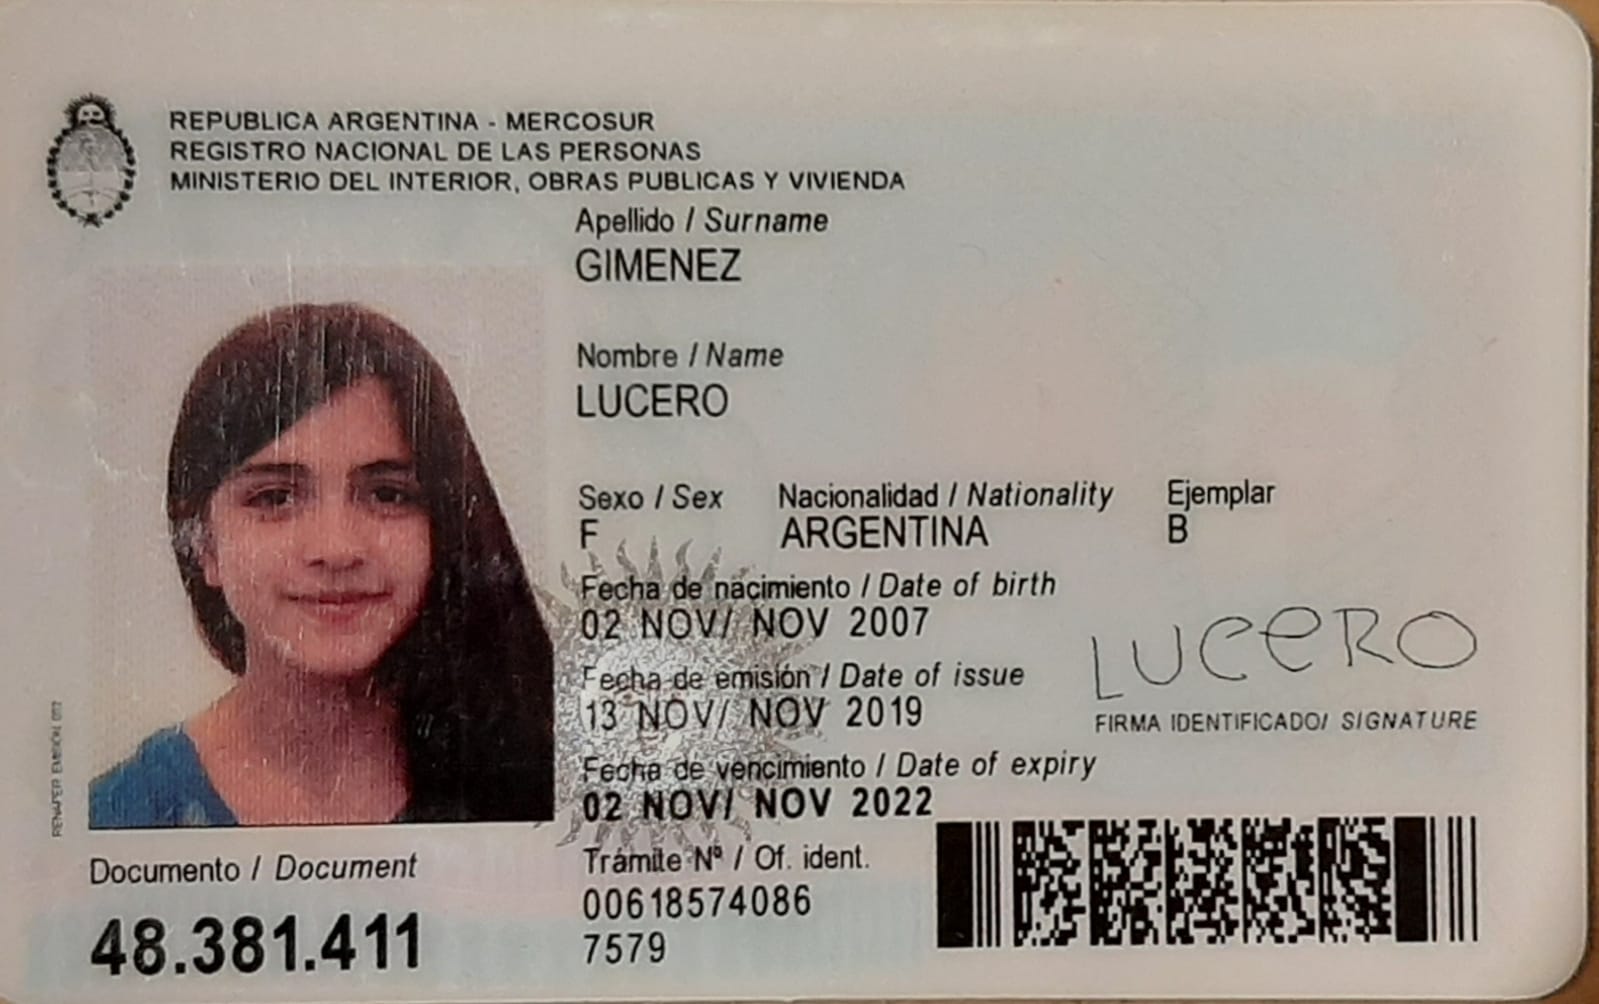 REPUBLICA ARGENTINA - MERCOSUR
REGISTRO NACIONAL DE LAS PERSONAS
MINISTERIO DEL INTERIOR, OBRAS PUBLICAS Y VIVIENDA
Apellido / Surname
GIMENEZ
Nombre / Name
LUCERO
Sexo / Sex Nacionalidad / Nationality Ejemplar
F ARGENTINA B
Fecha de nacimiento / Date of birth
02 NOV/ NOV 2007
Fecha de emisión / Date of issue
13 NOV/ NOV 2019
LUCERO
FIRMA IDENTIFICADO/ SIGNATURE
Fecha de vencimiento / Date of expiry
02 NOV/ NOV 2022
Trámite Nº / Of. ident.
00618574086
7579
Documento / Document
48.381.411
RENAPER EMISION